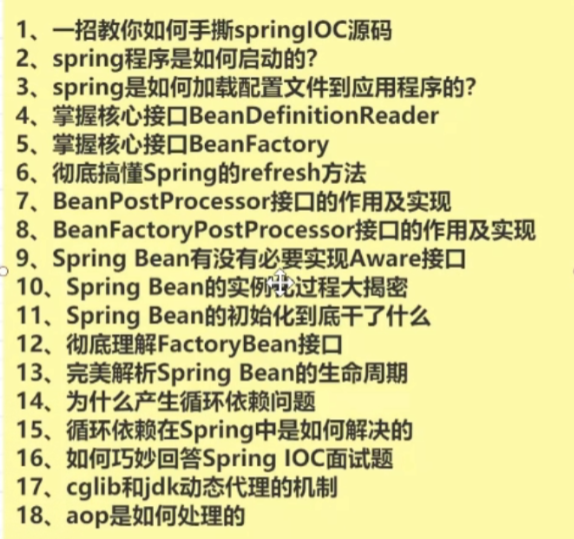 1、一招教你如何手撕springIOC源码
2、spring程序是如何启动的？
3、spring是如何加载配置文件到应用程序的？
4、掌握核心接口BeanDefinitionReader
5、掌握核心接口BeanFactory
6、彻底搞懂Spring的refresh方法
7、BeanPostProcessor接口的作用及实现
8、BeanFactoryPostProcessor接口的作用及实现
9、Spring Bean有没有必要实现Aware接口
10、Spring Bean的实例化过程大揭密
11、Spring Bean的初始化到底干了什么
12、彻底理解FactoryBean接口
13、完美解析Spring Bean的生命周期
14、为什么产生循环依赖问题
15、循环依赖在Spring中是如何解决的
16、如何巧妙回答Spring IOC面试题
17、cglib和jdk动态代理的机制
18、aop是如何处理的